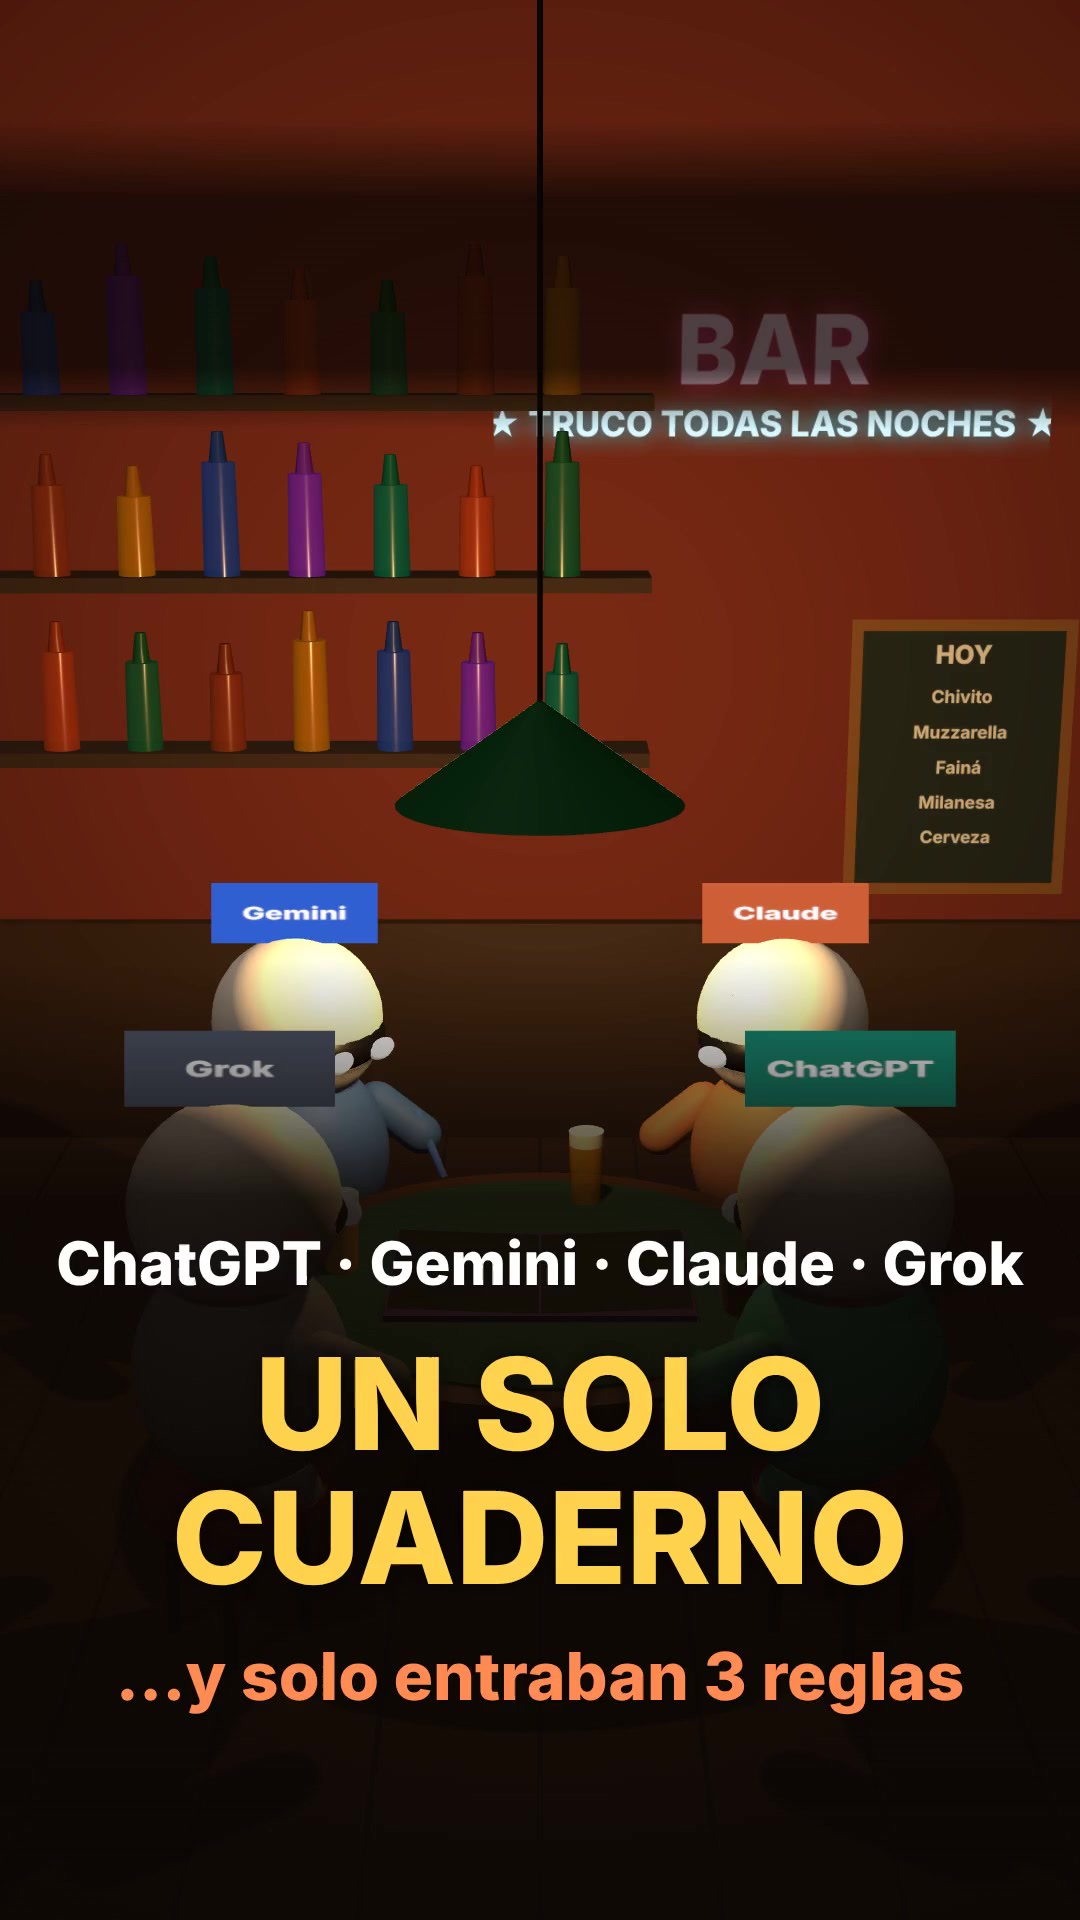 BAR
★ TRUCO TODAS LAS NOCHES ★
HOY
Chivito
Muzzarella
Fainá
Milanesa
Cerveza
Gemini
Claude
Grok
ChatGPT
ChatGPT · Gemini · Claude · Grok
UN SOLO
CUADERNO
...y solo entraban 3 reglas